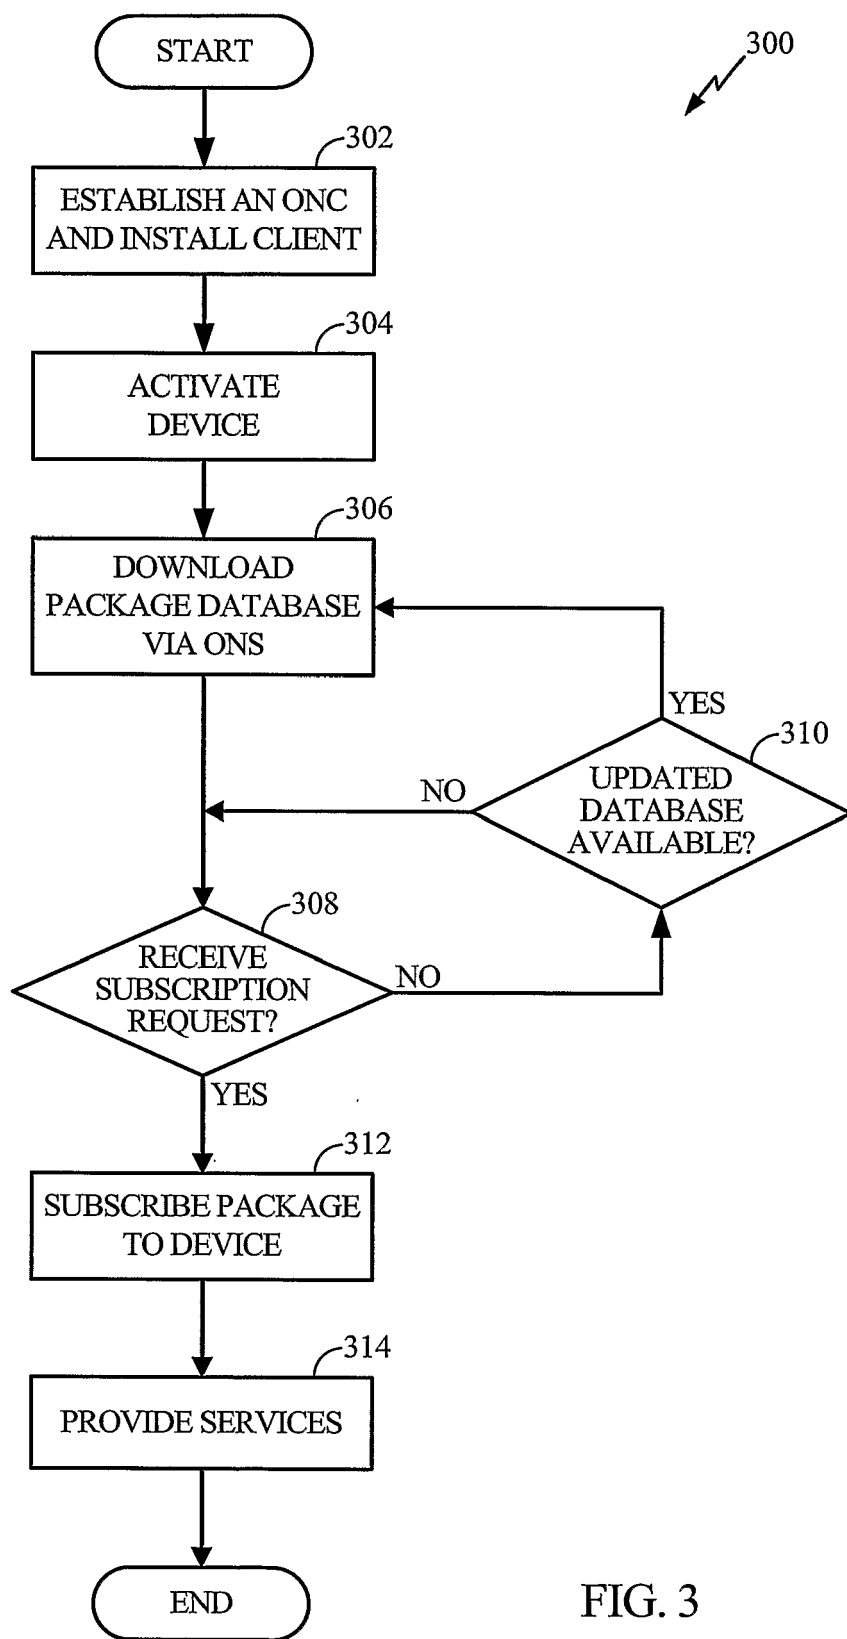 START
300
302
ESTABLISH AN ONC
AND INSTALL CLIENT
304
ACTIVATE
DEVICE
306
DOWNLOAD
PACKAGE DATABASE
VIA ONS
YES
310
UPDATED
DATABASE
AVAILABLE?
NO
308
RECEIVE
SUBSCRIPTION
REQUEST?
NO
YES
312
SUBSCRIBE PACKAGE
TO DEVICE
314
PROVIDE SERVICES
END
FIG. 3